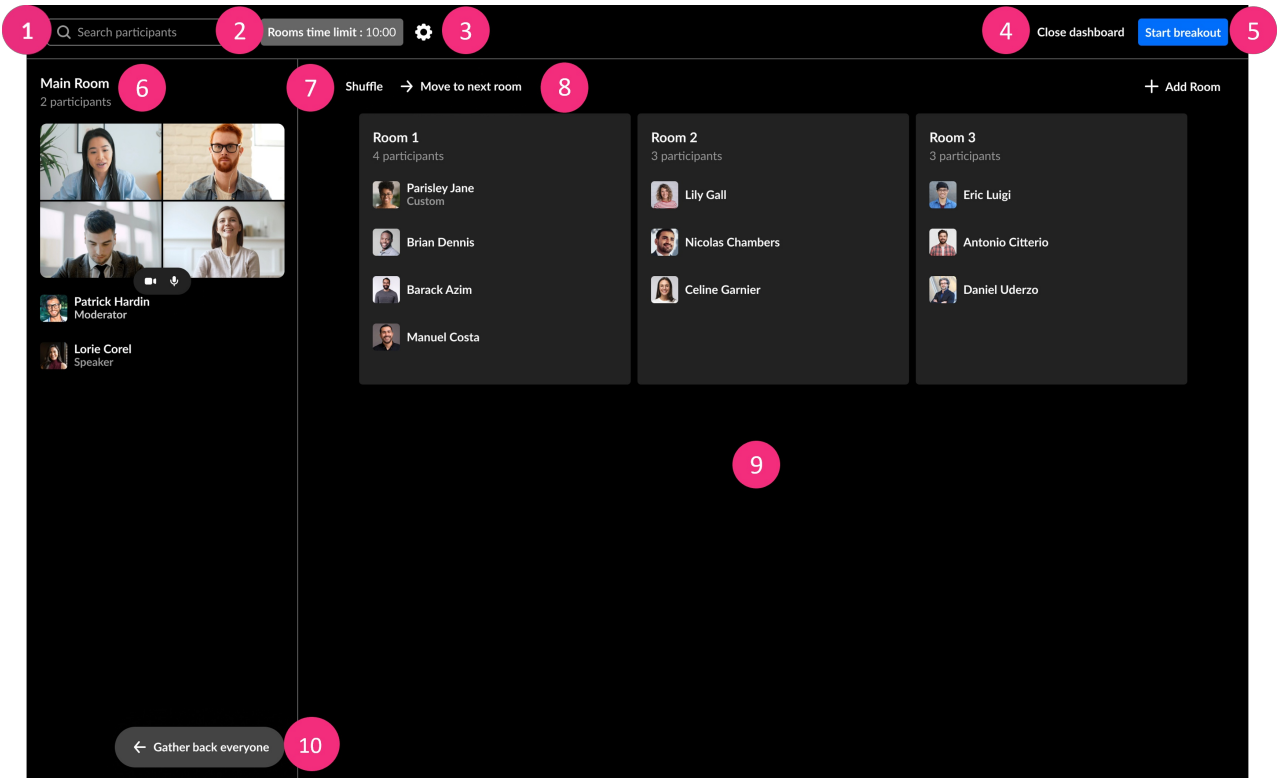 1
Search participants
2
Rooms time limit : 10:00
3
4
Close dashboard
Start breakout
5
Main Room
2 participants
6
7
Shuffle
→ Move to next room
8
+ Add Room
Room 1
4 participants
Parisley Jane
Custom
Brian Dennis
Barack Azim
Manuel Costa
Room 2
3 participants
Lily Gall
Nicolas Chambers
Celine Garnier
Room 3
3 participants
Eric Luigi
Antonio Citterio
Daniel Uderzo
Patrick Hardin
Moderator
Lorie Corel
Speaker
9
← Gather back everyone
10